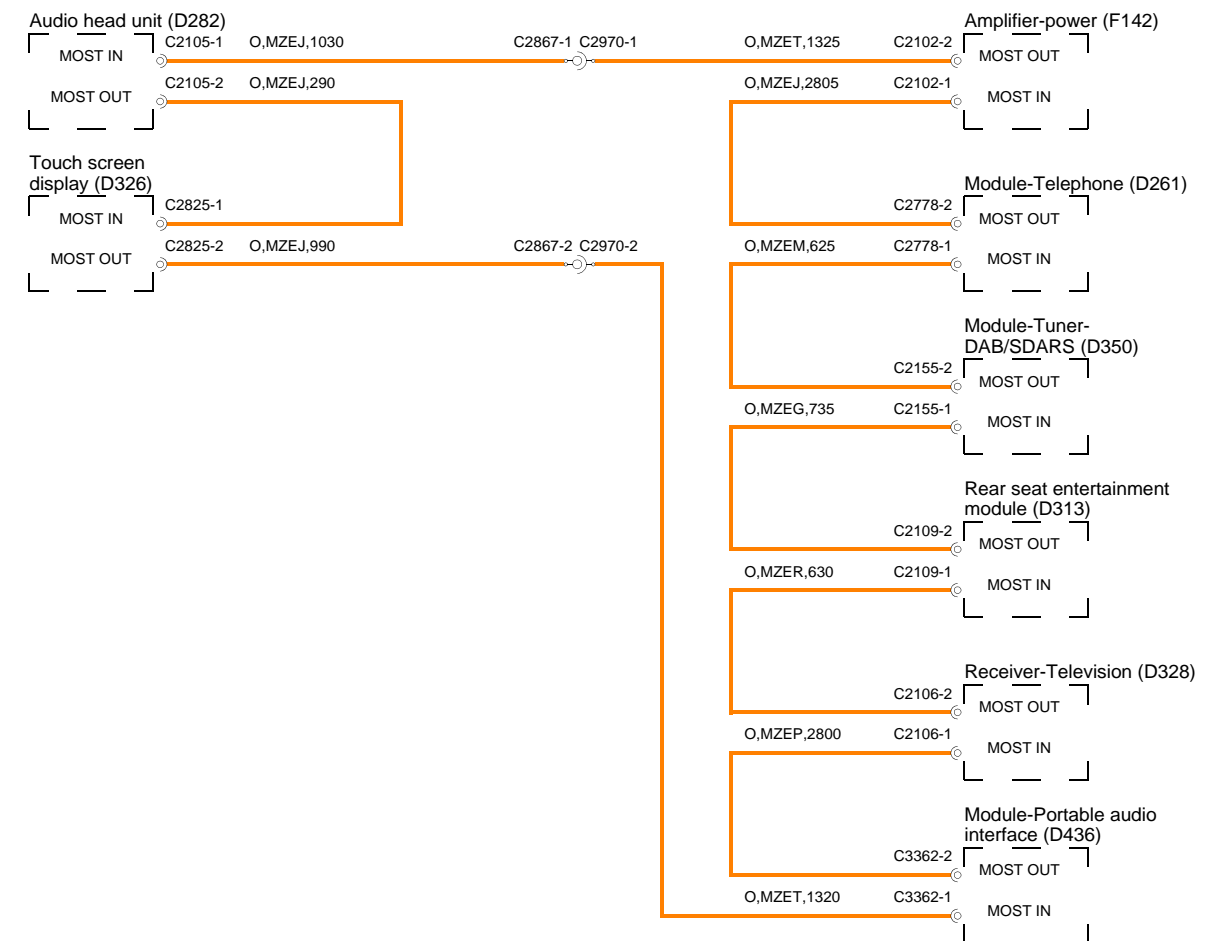 Audio head unit (D282)
MOST IN
C2105-1 O,MZEJ,1030 C2867-1 C2970-1
C2105-2 O,MZEJ,290
MOST OUT
Touch screen
display (D326)
C2825-1
MOST IN
C2825-2 O,MZEJ,990 C2867-2 C2970-2
MOST OUT
Amplifier-power (F142)
O,MZET,1325 C2102-2
MOST OUT
O,MZEJ,2805 C2102-1
MOST IN
Module-Telephone (D261)
C2778-2
MOST OUT
O,MZEM,625 C2778-1
MOST IN
Module-Tuner-
DAB/SDARS (D350)
C2155-2
MOST OUT
O,MZEG,735 C2155-1
MOST IN
Rear seat entertainment
module (D313)
C2109-2
MOST OUT
O,MZER,630 C2109-1
MOST IN
Receiver-Television (D328)
C2106-2
MOST OUT
O,MZEP,2800 C2106-1
MOST IN
Module-Portable audio
interface (D436)
C3362-2
MOST OUT
O,MZET,1320 C3362-1
MOST IN